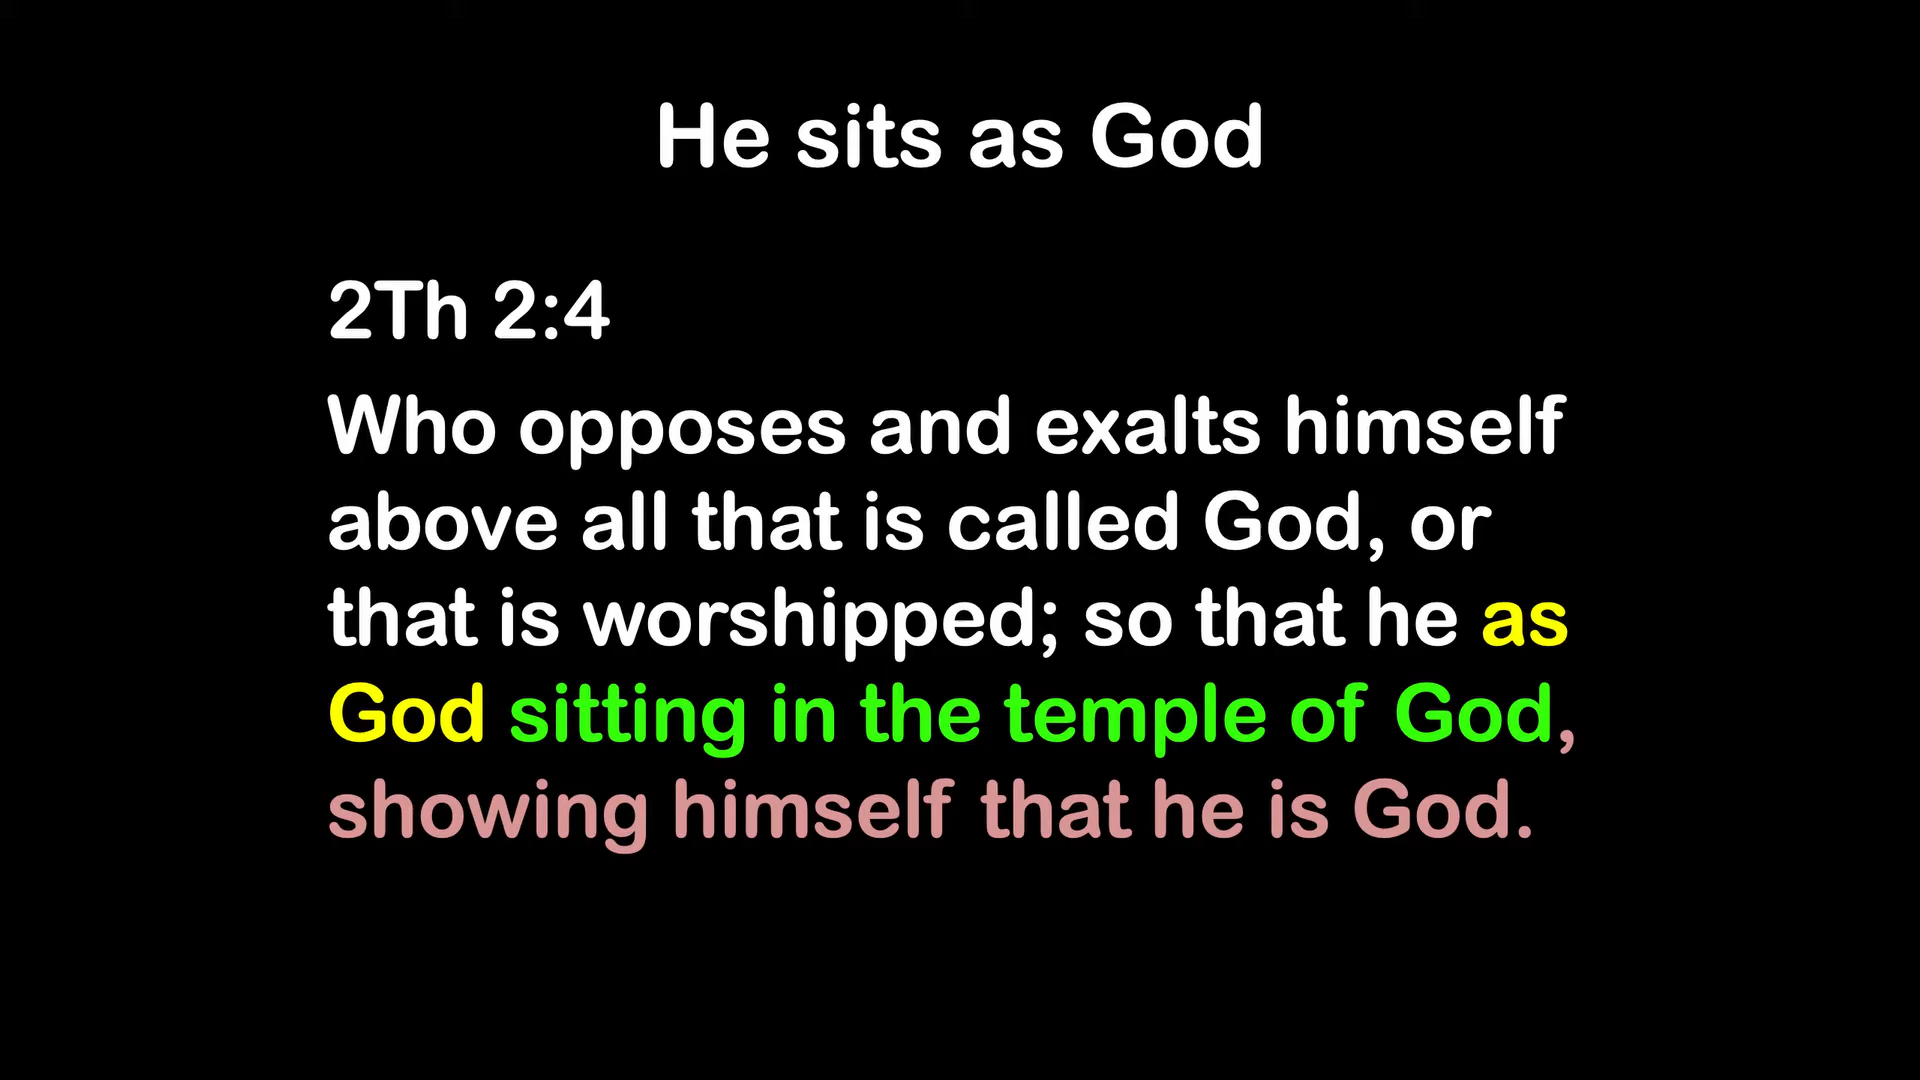 He sits as God
2Th 2:4
Who opposes and exalts himself
above all that is called God, or
that is worshipped; so that he as
God sitting in the temple of God,
showing himself that he is God.